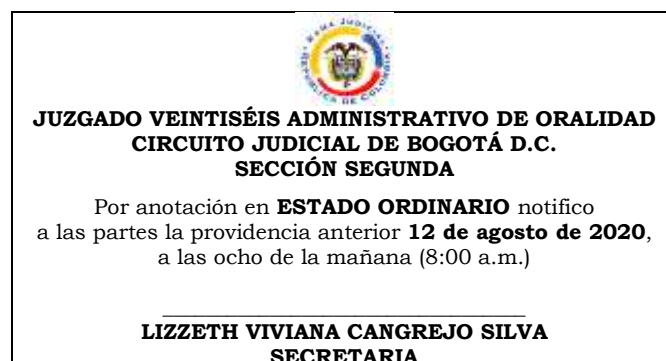 JUZGADO VEINTISÉIS ADMINISTRATIVO DE ORALIDAD
CIRCUITO JUDICIAL DE BOGOTÁ D.C.
SECCIÓN SEGUNDA
Por anotación en ESTADO ORDINARIO notifico
a las partes la providencia anterior 12 de agosto de 2020,
a las ocho de la mañana (8:00 a.m.)
LIZZETH VIVIANA CANGREJO SILVA
SECRETARIA